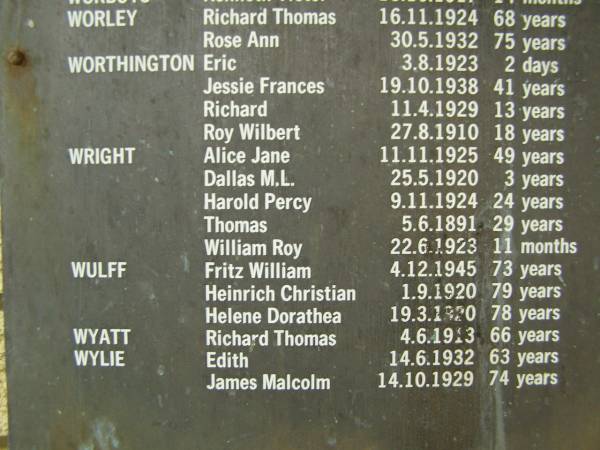 WORLEY Richard Thomas 16.11.1924 68 years
Rose Ann 30.5.1932 75 years
WORTHINGTON Eric 3.8.1923 2 days
Jessie Frances 19.10.1938 41 years
Richard 11.4.1929 13 years
Roy Wilbert 27.8.1910 18 years
WRIGHT Alice Jane 11.11.1925 49 years
Dallas M.L. 25.5.1920 3 years
Harold Percy 9.11.1924 24 years
Thomas 5.6.1891 29 years
William Roy 22.6.1923 11 months
WULFF Fritz William 4.12.1945 73 years
Heinrich Christian 1.9.1920 79 years
Helene Dorathea 78 years
WYATT Richard Thomas 4.6.1913 66 years
WYLIE Edith 14.6.1932 63 years
James Malcolm 14.10.1929 74 years